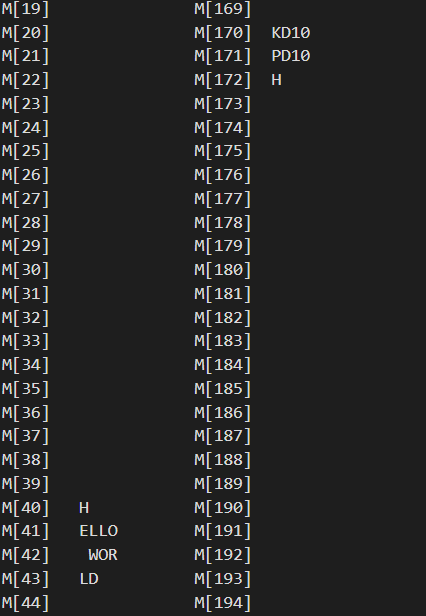 M[19] M[169]
M[20] M[170] KD10
M[21] M[171] PD10
M[22] M[172] H
M[23] M[173]
M[24] M[174]
M[25] M[175]
M[26] M[176]
M[27] M[177]
M[28] M[178]
M[29] M[179]
M[30] M[180]
M[31] M[181]
M[32] M[182]
M[33] M[183]
M[34] M[184]
M[35] M[185]
M[36] M[186]
M[37] M[187]
M[38] M[188]
M[39] M[189]
M[40] H M[190]
M[41] ELLO M[191]
M[42] WOR M[192]
M[43] LD M[193]
M[44] M[194]